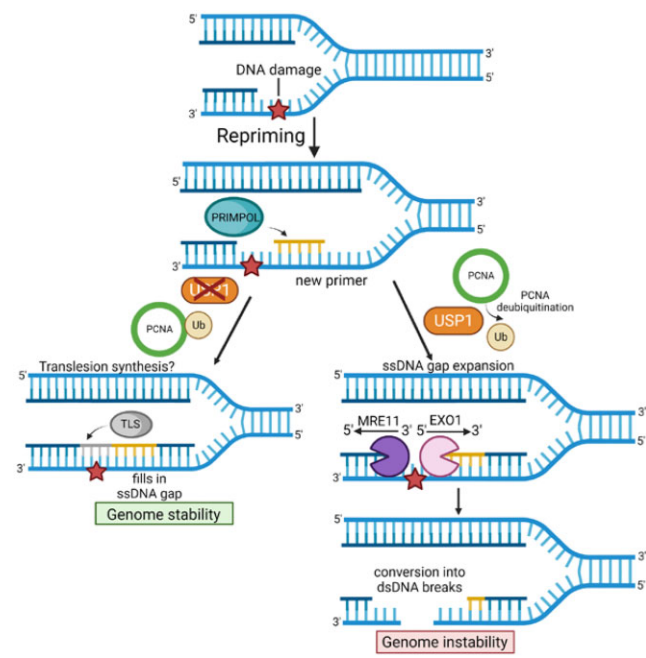 5'
3'
5'
DNA damage
3'
Repriming
5'
3'
PRIMPOL
5'
3'
new primer
USP1
PCNA
PCNA
deubiquitination
USP1
Ub
PCNA
Ub
Translesion synthesis?
ssDNA gap expansion
5'
3'
TLS
5'
3'
fills in
ssDNA gap
Genome stability
5'
3'
5' MRE11 3' 5' EXO1 3'
5'
3'
5'
3'
conversion into
dsDNA breaks
5'
3'
Genome instability